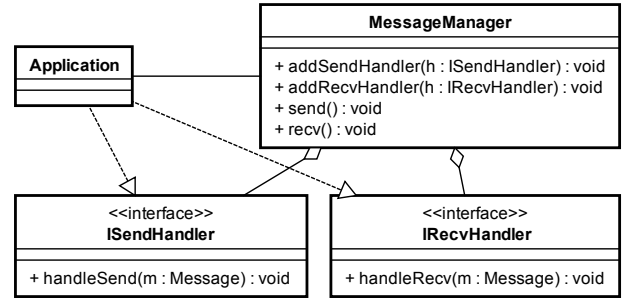 MessageManager
+ addSendHandler(h : ISendHandler) : void
+ addRecvHandler(h : IRecvHandler) : void
+ send() : void
+ recv() : void
Application
<<interface>>
ISendHandler
+ handleSend(m : Message) : void
<<interface>>
IRecvHandler
+ handleRecv(m : Message) : void